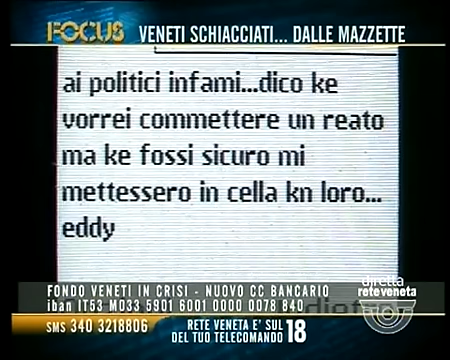 FOCUS VENETI SCHIACCIATI... DALLE MAZZETTE
ai politici infami...dico ke
vorrei commettere un reato
ma ke fossi sicuro mi
mettessero in cella kn loro...
eddy
FONDO VENETI IN CRISI - NUOVO CC BANCARIO
iban IT53 M033 5901 6001 0000 0078 840
diretta
reteveneta
SMS 340 3218806
RETE VENETA E' SUL
DEL TUO TELECOMANDO 18